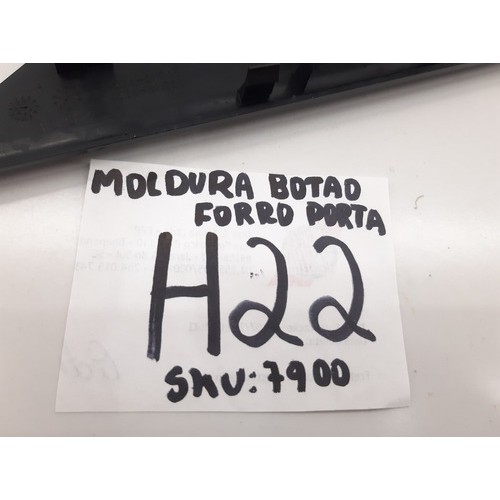 MOLDURA BOTAO
FORRO PORTA
H22
SKU: 7900